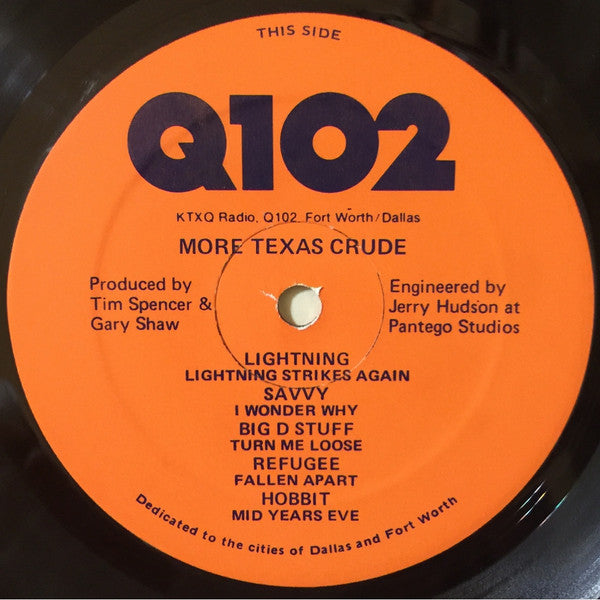 THIS SIDE
Q102
KTXQ Radio, Q102, Fort Worth/Dallas
MORE TEXAS CRUDE
Produced by
Tim Spencer &
Gary Shaw
Engineered by
Jerry Hudson at
Pantego Studios
LIGHTNING
LIGHTNING STRIKES AGAIN
SAVVY
I WONDER WHY
BIG D STUFF
TURN ME LOOSE
REFUGEE
FALLEN APART
HOBBIT
MID YEARS EVE
Dedicated to the cities of Dallas and Fort Worth